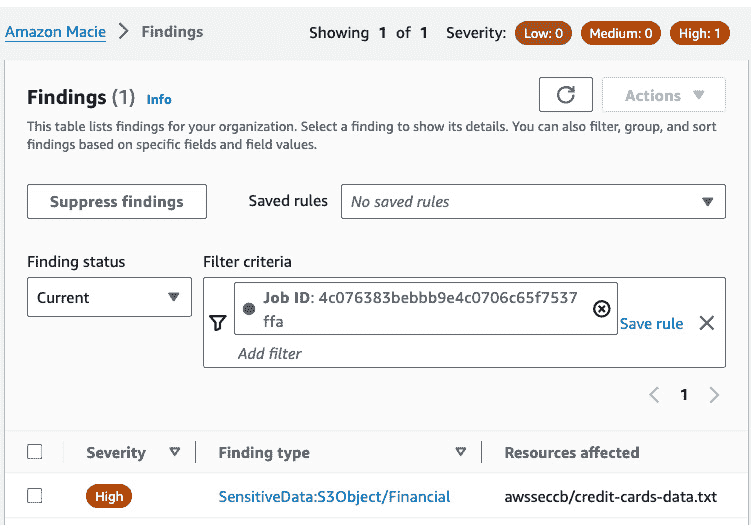 Amazon Macie > Findings Showing 1 of 1 Severity: Low: 0 Medium: 0 High: 1
Findings (1) Info
Actions
This table lists findings for your organization. Select a finding to show its details. You can also filter, group, and sort
findings based on specific fields and field values.
Suppress findings Saved rules No saved rules
Finding status Filter criteria
Current
Job ID: 4c076383bebbb9e4c0706c65f7537
ffa
Save rule
Add filter
1
Severity Finding type Resources affected
High SensitiveData:S3Object/Financial awsseccb/credit-cards-data.txt